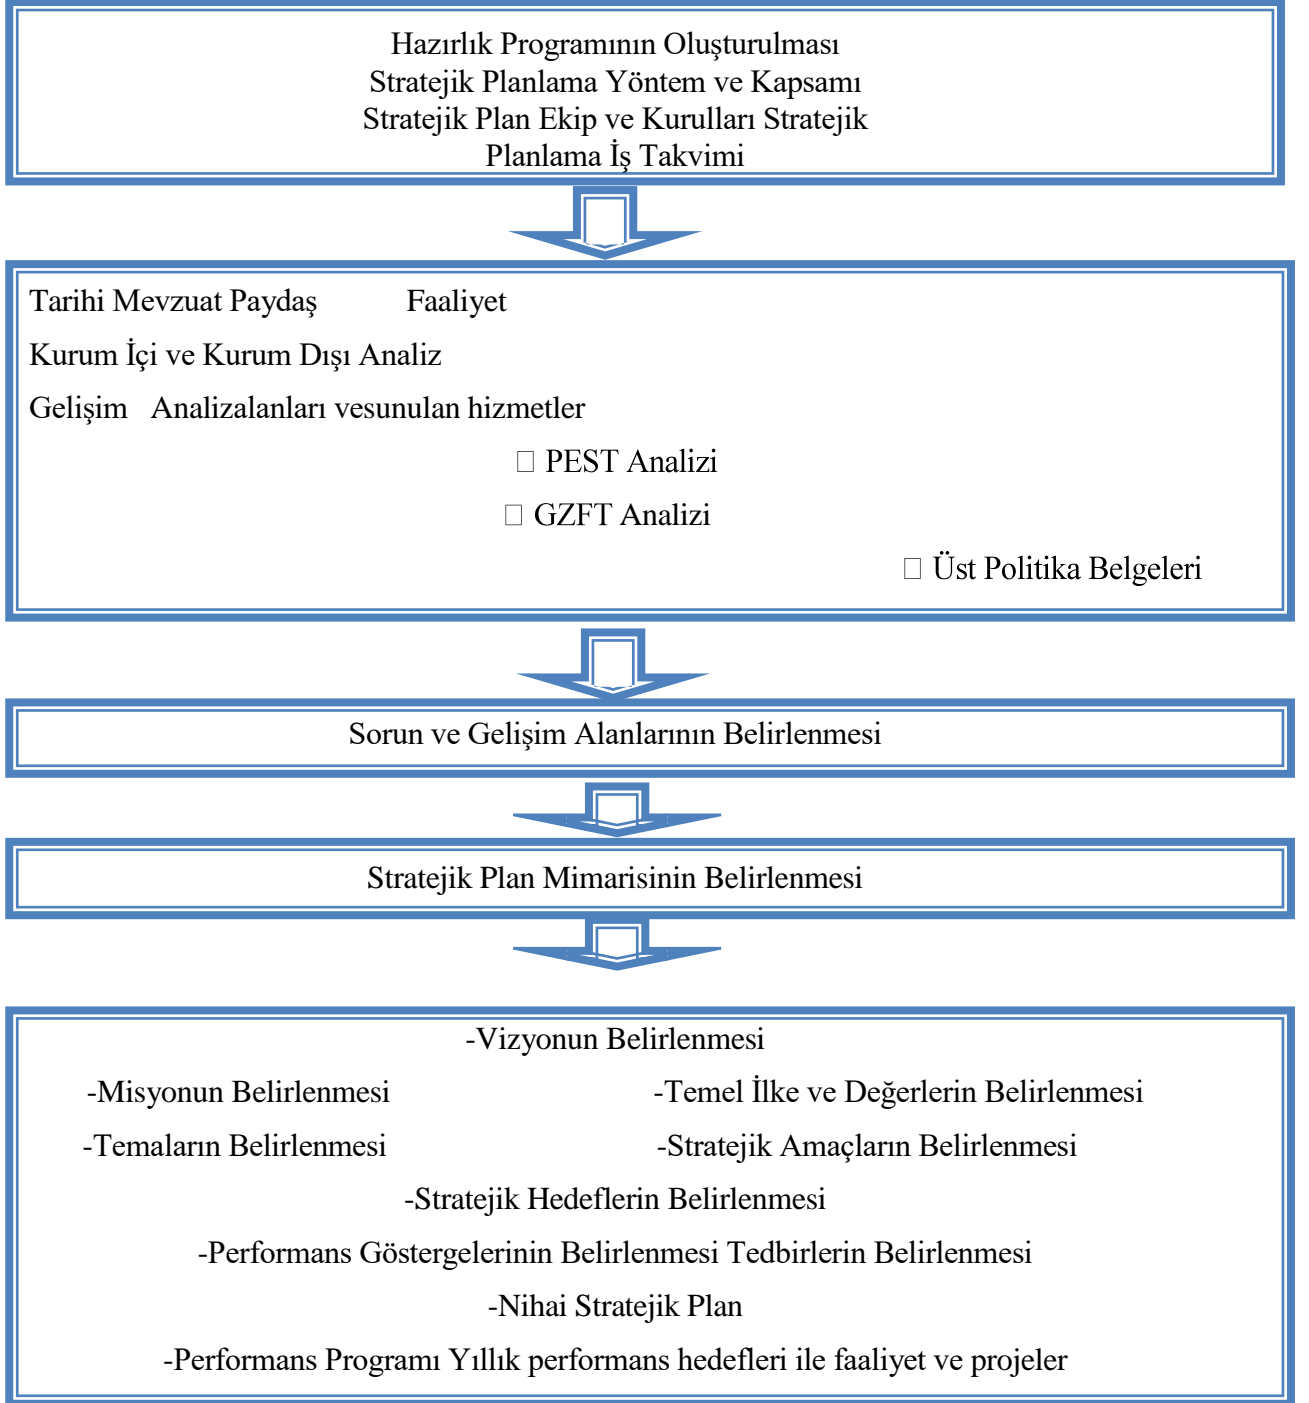 Hazırlık Programının Oluşturulması
Stratejik Planlama Yöntem ve Kapsamı
Stratejik Plan Ekip ve Kurulları Stratejik
Planlama İş Takvimi
Tarihi Mevzuat Paydaş Faaliyet
Kurum İçi ve Kurum Dışı Analiz
Gelişim Analizalanları vesunulan hizmetler
□ PEST Analizi
□ GZFT Analizi
□ Üst Politika Belgeleri
Sorun ve Gelişim Alanlarının Belirlenmesi
Stratejik Plan Mimarisinin Belirlenmesi
-Vizyonun Belirlenmesi
-Misyonun Belirlenmesi -Temel İlke ve Değerlerin Belirlenmesi
-Temaların Belirlenmesi -Stratejik Amaçların Belirlenmesi
-Stratejik Hedeflerin Belirlenmesi
-Performans Göstergelerinin Belirlenmesi Tedbirlerin Belirlenmesi
-Nihai Stratejik Plan
-Performans Programı Yıllık performans hedefleri ile faaliyet ve projeler